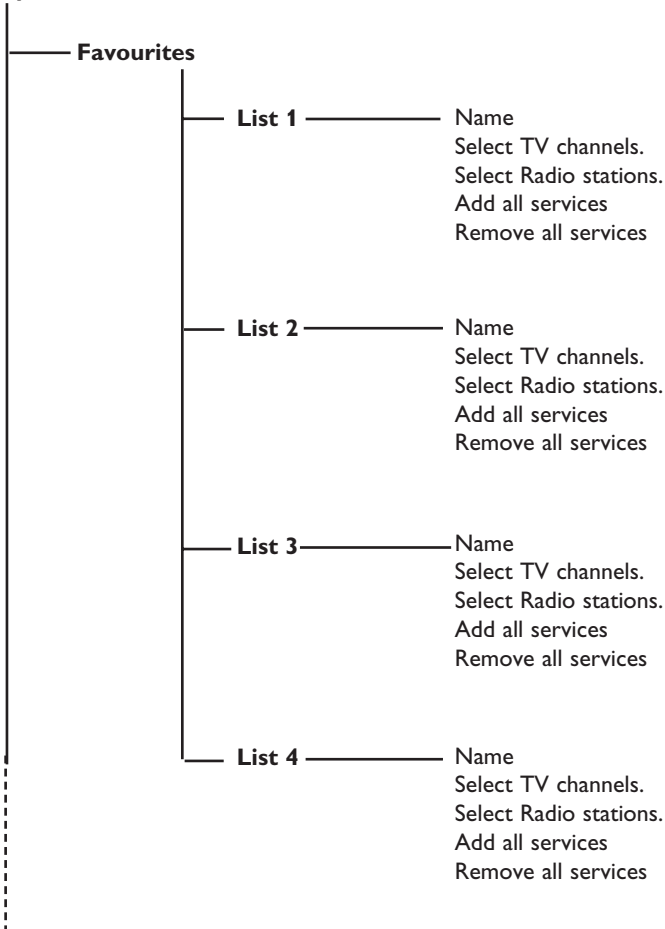 Favourites
List 1
Name
Select TV channels.
Select Radio stations.
Add all services
Remove all services
List 2
Name
Select TV channels.
Select Radio stations.
Add all services
Remove all services
List 3
Name
Select TV channels.
Select Radio stations.
Add all services
Remove all services
List 4
Name
Select TV channels.
Select Radio stations.
Add all services
Remove all services